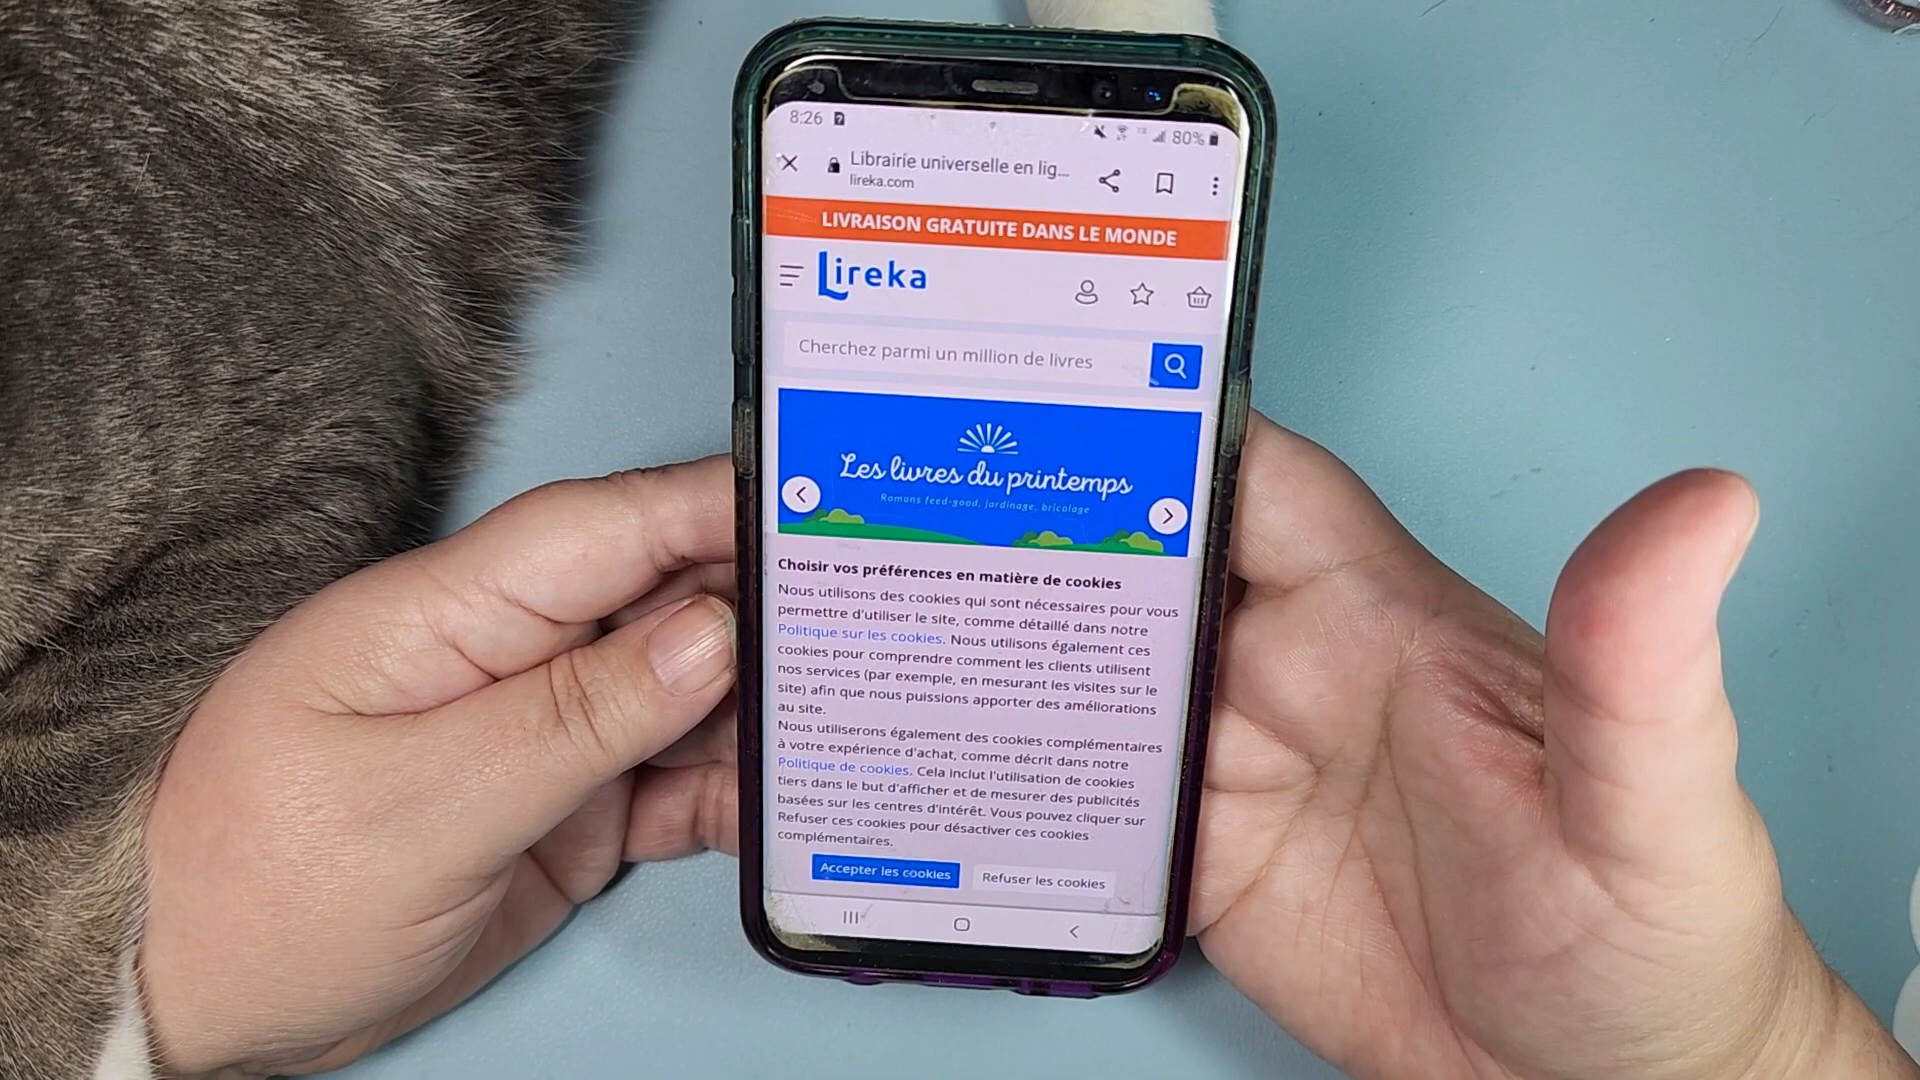 8:26 80%
Librairie universelle en lig...
lireka.com
LIVRAISON GRATUITE DANS LE MONDE
Lireka
Cherchez parmi un million de livres
Les livres du printemps
Romans feed-good, jardinage, bricolage
Choisir vos préférences en matière de cookies
Nous utilisons des cookies qui sont nécessaires pour vous
permettre d'utiliser le site, comme détaillé dans notre
Politique sur les cookies. Nous utilisons également ces
cookies pour comprendre comment les clients utilisent
nos services (par exemple, en mesurant les visites sur le
site) afin que nous puissions apporter des améliorations
au site.
Nous utiliserons également des cookies complémentaires
à votre expérience d'achat, comme décrit dans notre
Politique de cookies. Cela inclut l'utilisation de cookies
tiers dans le but d'afficher et de mesurer des publicités
basées sur les centres d'intérêt. Vous pouvez cliquer sur
Refuser ces cookies pour désactiver ces cookies
complémentaires.
Accepter les cookies Refuser les cookies